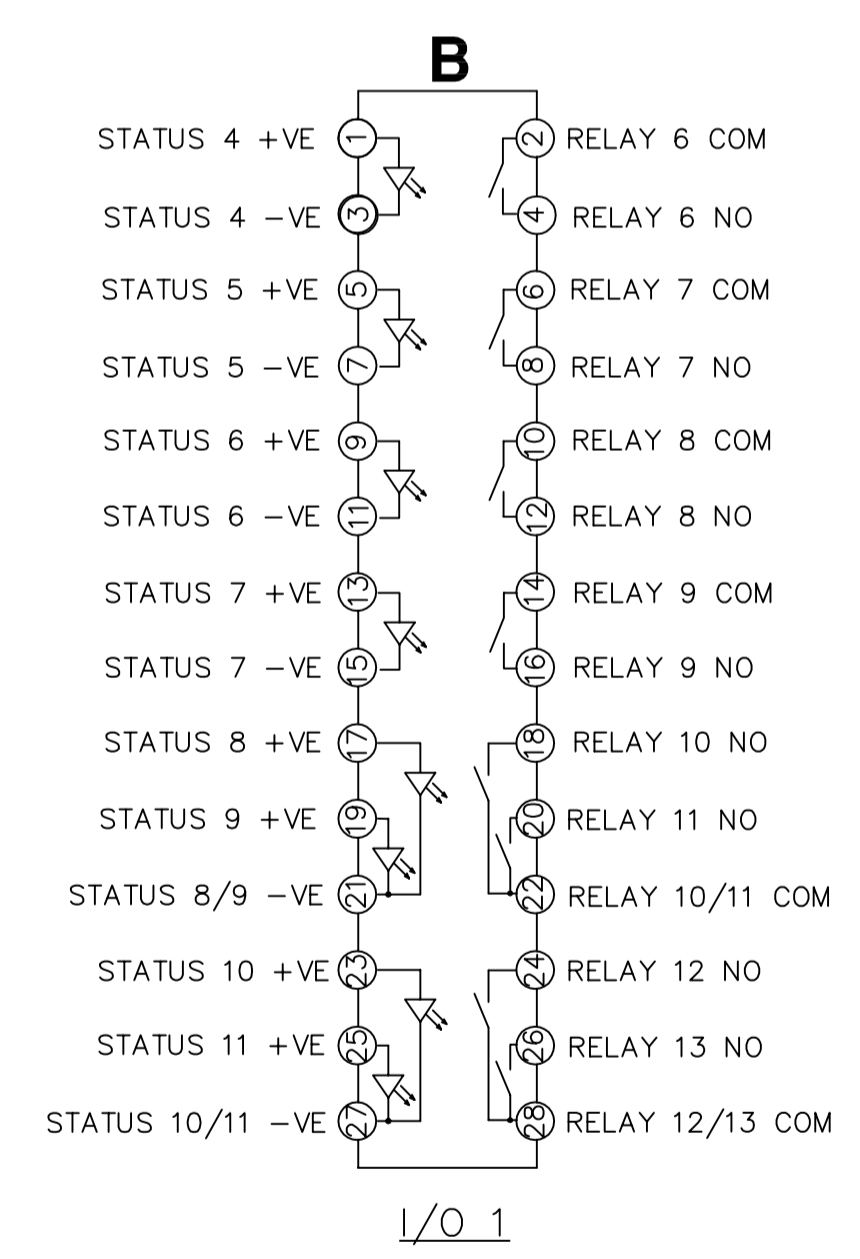 B
STATUS 4 +VE 1 2 RELAY 6 COM
STATUS 4 −VE 3 4 RELAY 6 NO
STATUS 5 +VE 5 6 RELAY 7 COM
STATUS 5 −VE 7 8 RELAY 7 NO
STATUS 6 +VE 9 10 RELAY 8 COM
STATUS 6 −VE 11 12 RELAY 8 NO
STATUS 7 +VE 13 14 RELAY 9 COM
STATUS 7 −VE 15 16 RELAY 9 NO
STATUS 8 +VE 17 18 RELAY 10 NO
STATUS 9 +VE 19 20 RELAY 11 NO
STATUS 8/9 −VE 21 22 RELAY 10/11 COM
STATUS 10 +VE 23 24 RELAY 12 NO
STATUS 11 +VE 25 26 RELAY 13 NO
STATUS 10/11 −VE 27 28 RELAY 12/13 COM
I/O 1